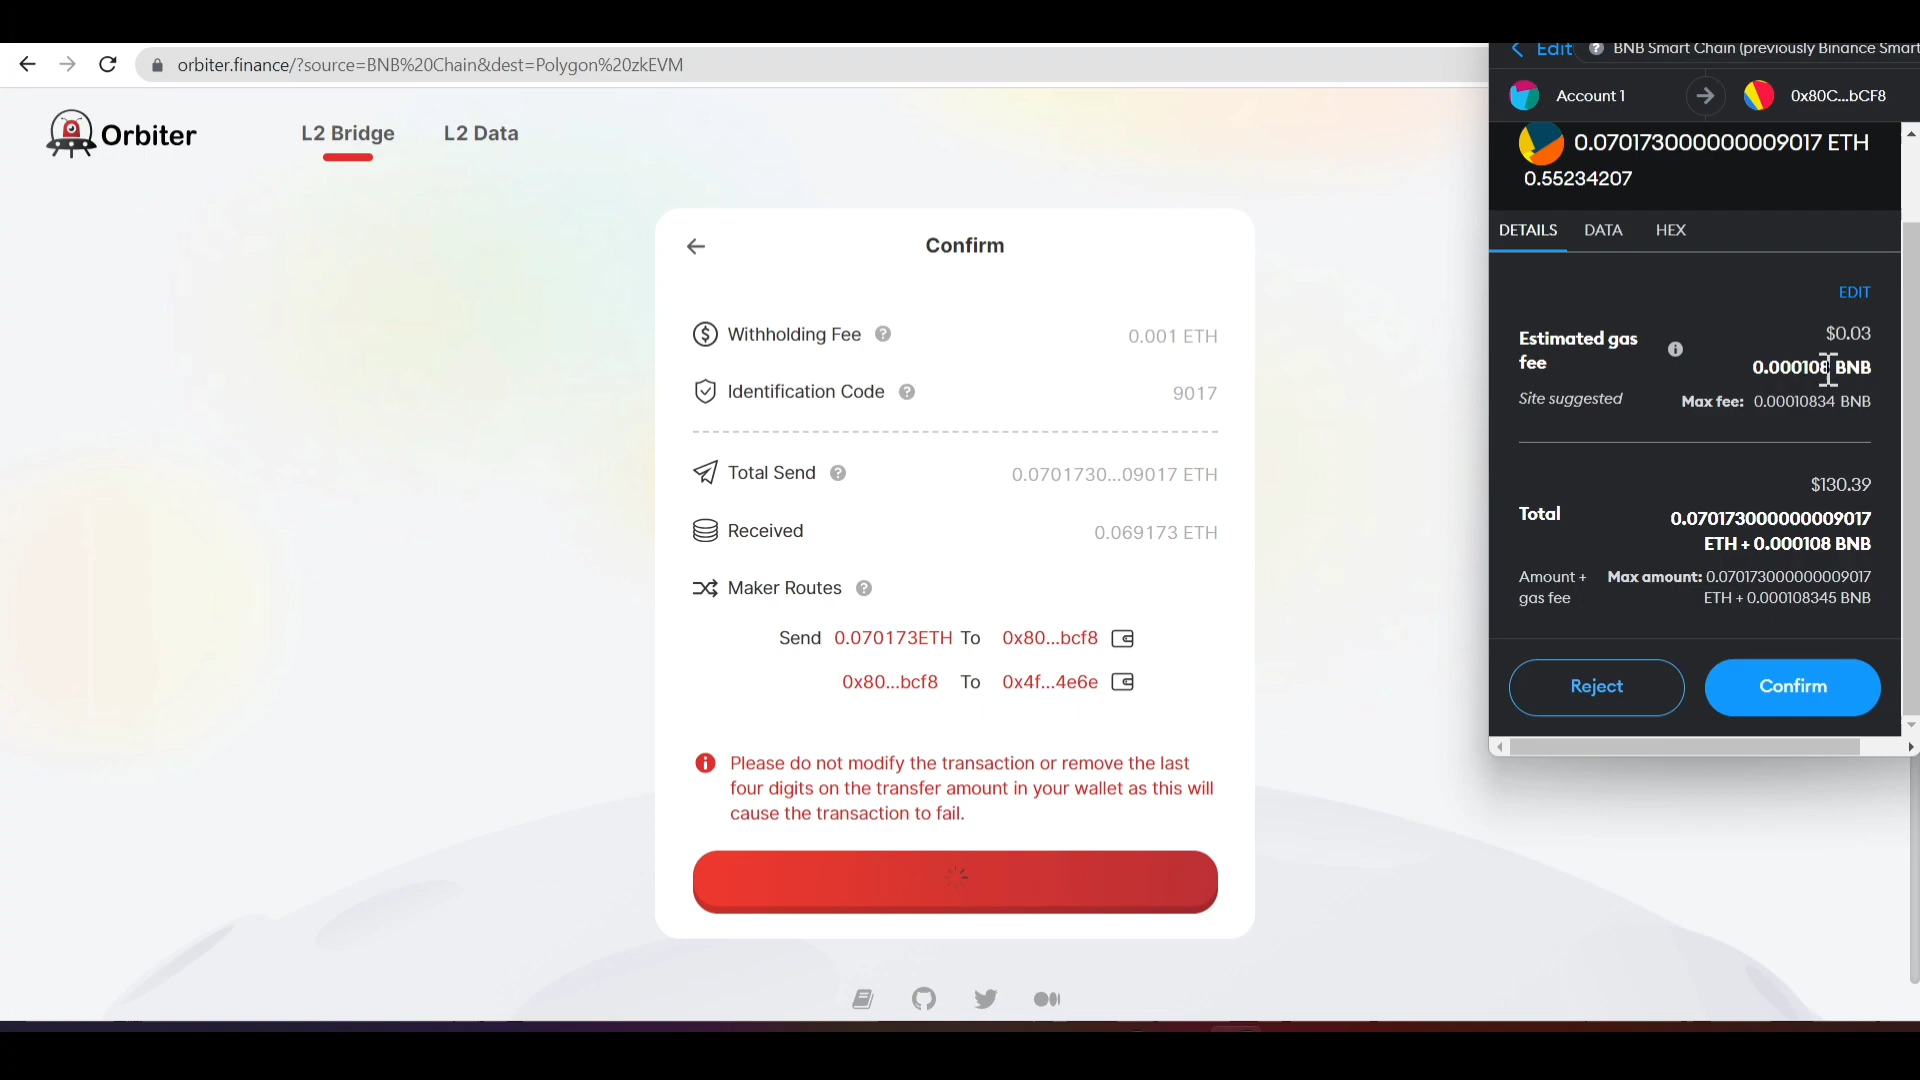 orbiter.finance/?source=BNB%20Chain&dest=Polygon%20zkEVM
Orbiter
L2 Bridge
L2 Data
Confirm
Withholding Fee
0.001 ETH
Identification Code
9017
Total Send
0.0701730...09017 ETH
Received
0.069173 ETH
Maker Routes
Send 0.070173ETH To 0x80...bcf8
0x80...bcf8 To 0x4f...4e6e
Please do not modify the transaction or remove the last
four digits on the transfer amount in your wallet as this will
cause the transaction to fail.
Edit
BNB Smart Chain (previously Binance Smart
Account 1
0x80C...bCF8
0.070173000000009017 ETH
0.55234207
DETAILS
DATA
HEX
EDIT
Estimated gas
fee
$0.03
0.000108 BNB
Site suggested
Max fee: 0.00010834 BNB
$130.39
Total
0.070173000000009017
ETH + 0.000108 BNB
Amount +
gas fee
Max amount: 0.070173000000009017
ETH + 0.000108345 BNB
Reject
Confirm